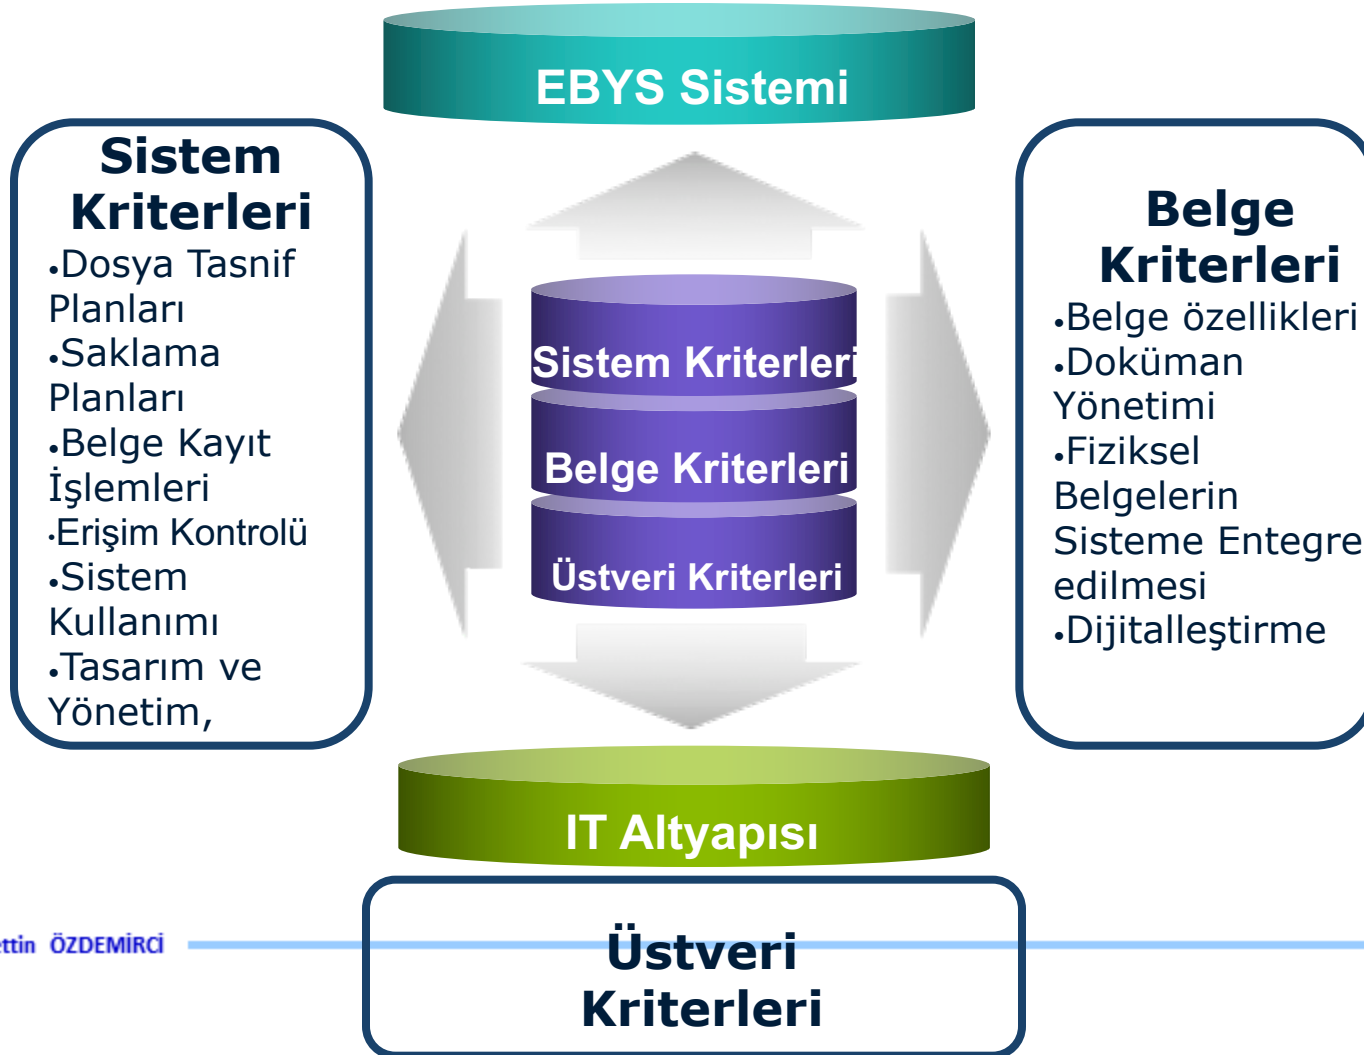 EBYS Sistemi
Sistem
Kriterleri
•Dosya Tasnif
Planları
•Saklama
Planları
•Belge Kayıt
İşlemleri
•Erişim Kontrolü
•Sistem
Kullanımı
•Tasarım ve
Yönetim,
Sistem Kriterleri
Belge Kriterleri
Üstveri Kriterleri
Belge
Kriterleri
•Belge özellikleri
•Doküman
Yönetimi
•Fiziksel
Belgelerin
Sisteme Entegre
edilmesi
•Dijitalleştirme
IT Altyapısı
ÖZDEMİRCİ
Üstveri
Kriterleri